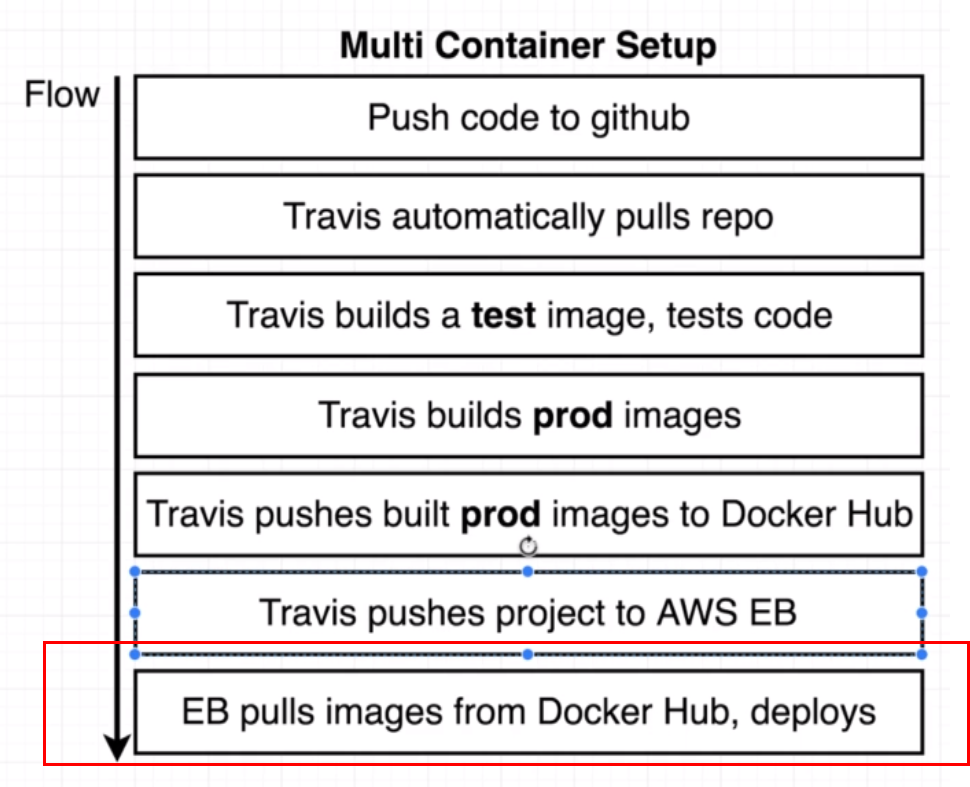 Multi Container Setup
Flow
Push code to github
Travis automatically pulls repo
Travis builds a test image, tests code
Travis builds prod images
Travis pushes built prod images to Docker Hub
Travis pushes project to AWS EB
EB pulls images from Docker Hub, deploys